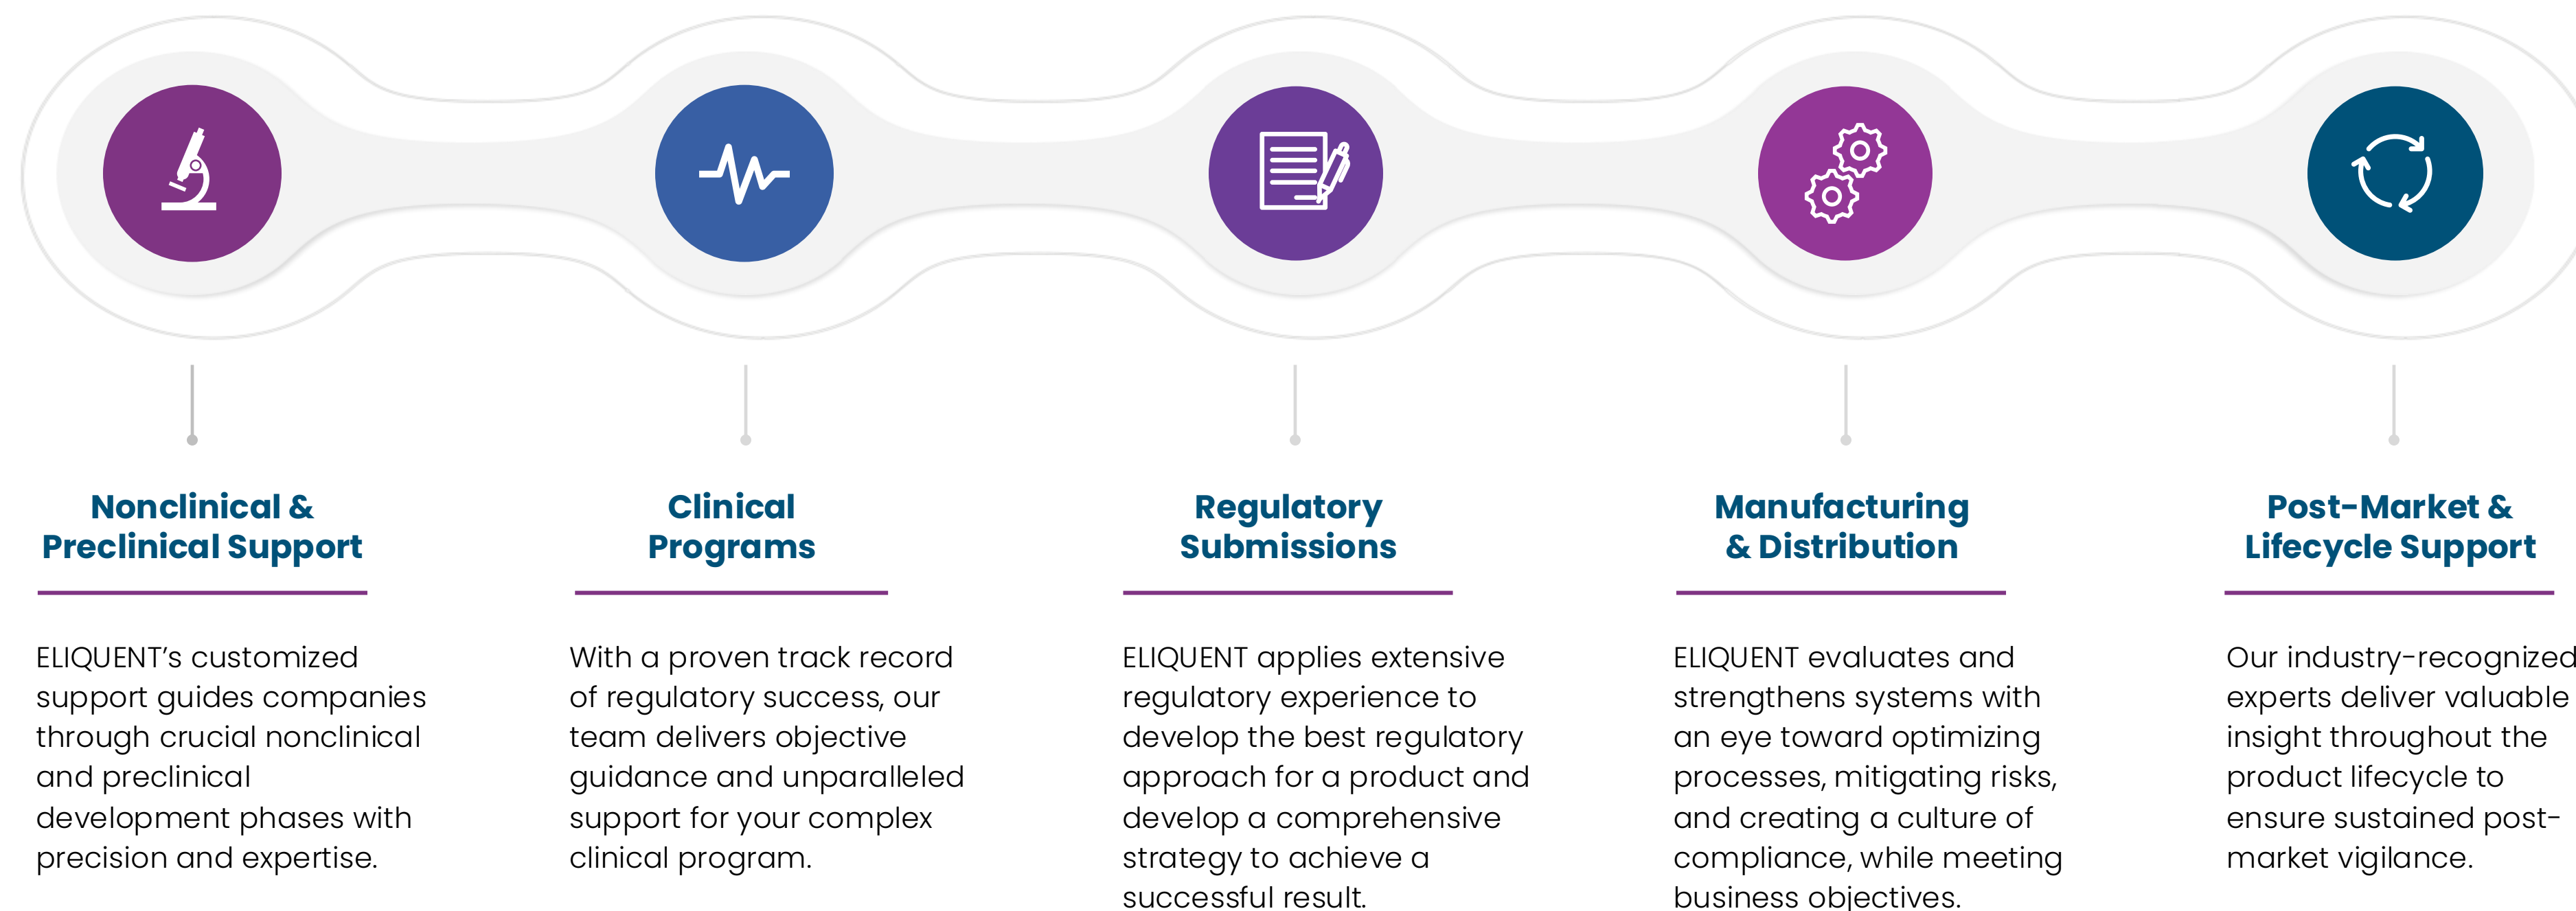 Nonclinical &
Preclinical Support
ELIQUENT’s customized
support guides companies
through crucial nonclinical
and preclinical
development phases with
precision and expertise.
Clinical
Programs
With a proven track record
of regulatory success, our
team delivers objective
guidance and unparalleled
support for your complex
clinical program.
Regulatory
Submissions
ELIQUENT applies extensive
regulatory experience to
develop the best regulatory
approach for a product and
develop a comprehensive
strategy to achieve a
successful result.
Manufacturing
& Distribution
ELIQUENT evaluates and
strengthens systems with
an eye toward optimizing
processes, mitigating risks,
and creating a culture of
compliance, while meeting
business objectives.
Post-Market &
Lifecycle Support
Our industry-recognized
experts deliver valuable
insight throughout the
product lifecycle to
ensure sustained post-
market vigilance.